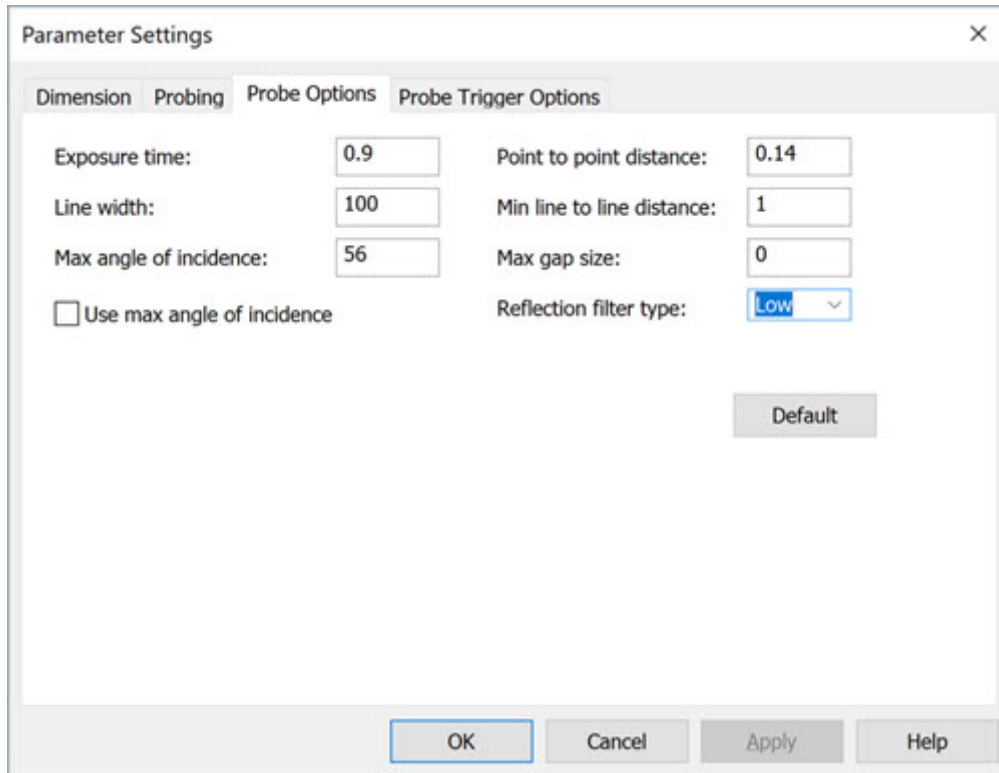 Parameter Settings
Dimension Probing Probe Options Probe Trigger Options
Exposure time: 0.9 Point to point distance: 0.14
Line width: 100 Min line to line distance: 1
Max angle of incidence: 56 Max gap size: 0
Use max angle of incidence Reflection filter type: Low
Default
OK Cancel Apply Help